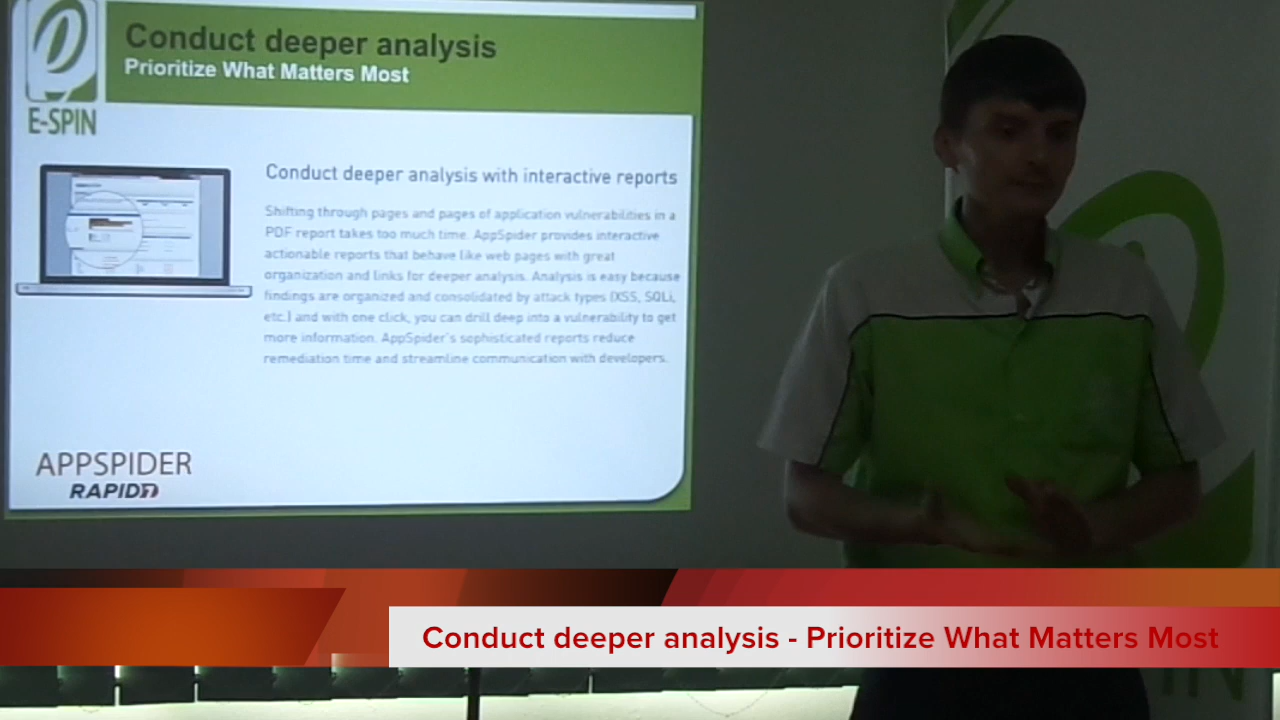 Conduct deeper analysis
Prioritize What Matters Most
E-SPIN
Conduct deeper analysis with interactive reports
Shifting through pages and pages of application vulnerabilities in a
PDF report takes too much time. AppSpider provides interactive
actionable reports that behave like web pages with great
organization and links for deeper analysis. Analysis is easy because
findings are organized and consolidated by attack types (XSS, SQLi,
etc.) and with one click, you can drill deep into a vulnerability to get
more information. AppSpider's sophisticated reports reduce
remediation time and streamline communication with developers.
APPSPIDER
RAPID7
Conduct deeper analysis - Prioritize What Matters Most
IN